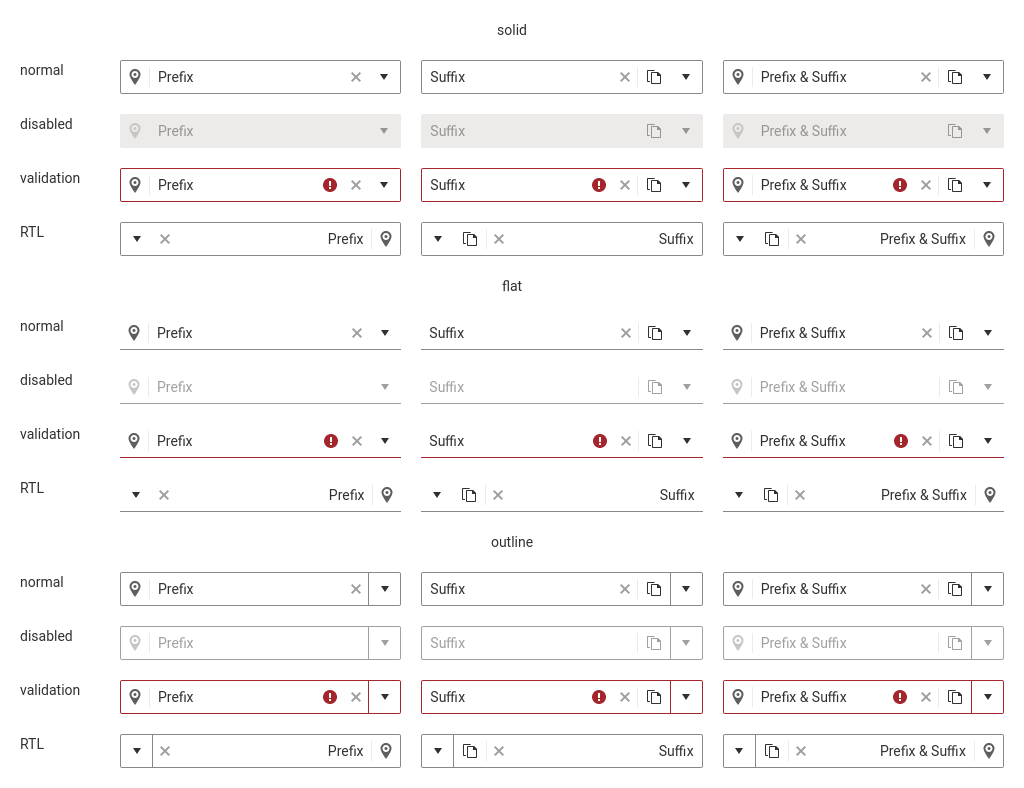 solid
normal Prefix Suffix Prefix & Suffix
disabled Prefix Suffix Prefix & Suffix
validation Prefix Suffix Prefix & Suffix
RTL Prefix Suffix Prefix & Suffix
flat
normal Prefix Suffix Prefix & Suffix
disabled Prefix Suffix Prefix & Suffix
validation Prefix Suffix Prefix & Suffix
RTL Prefix Suffix Prefix & Suffix
outline
normal Prefix Suffix Prefix & Suffix
disabled Prefix Suffix Prefix & Suffix
validation Prefix Suffix Prefix & Suffix
RTL Prefix Suffix Prefix & Suffix